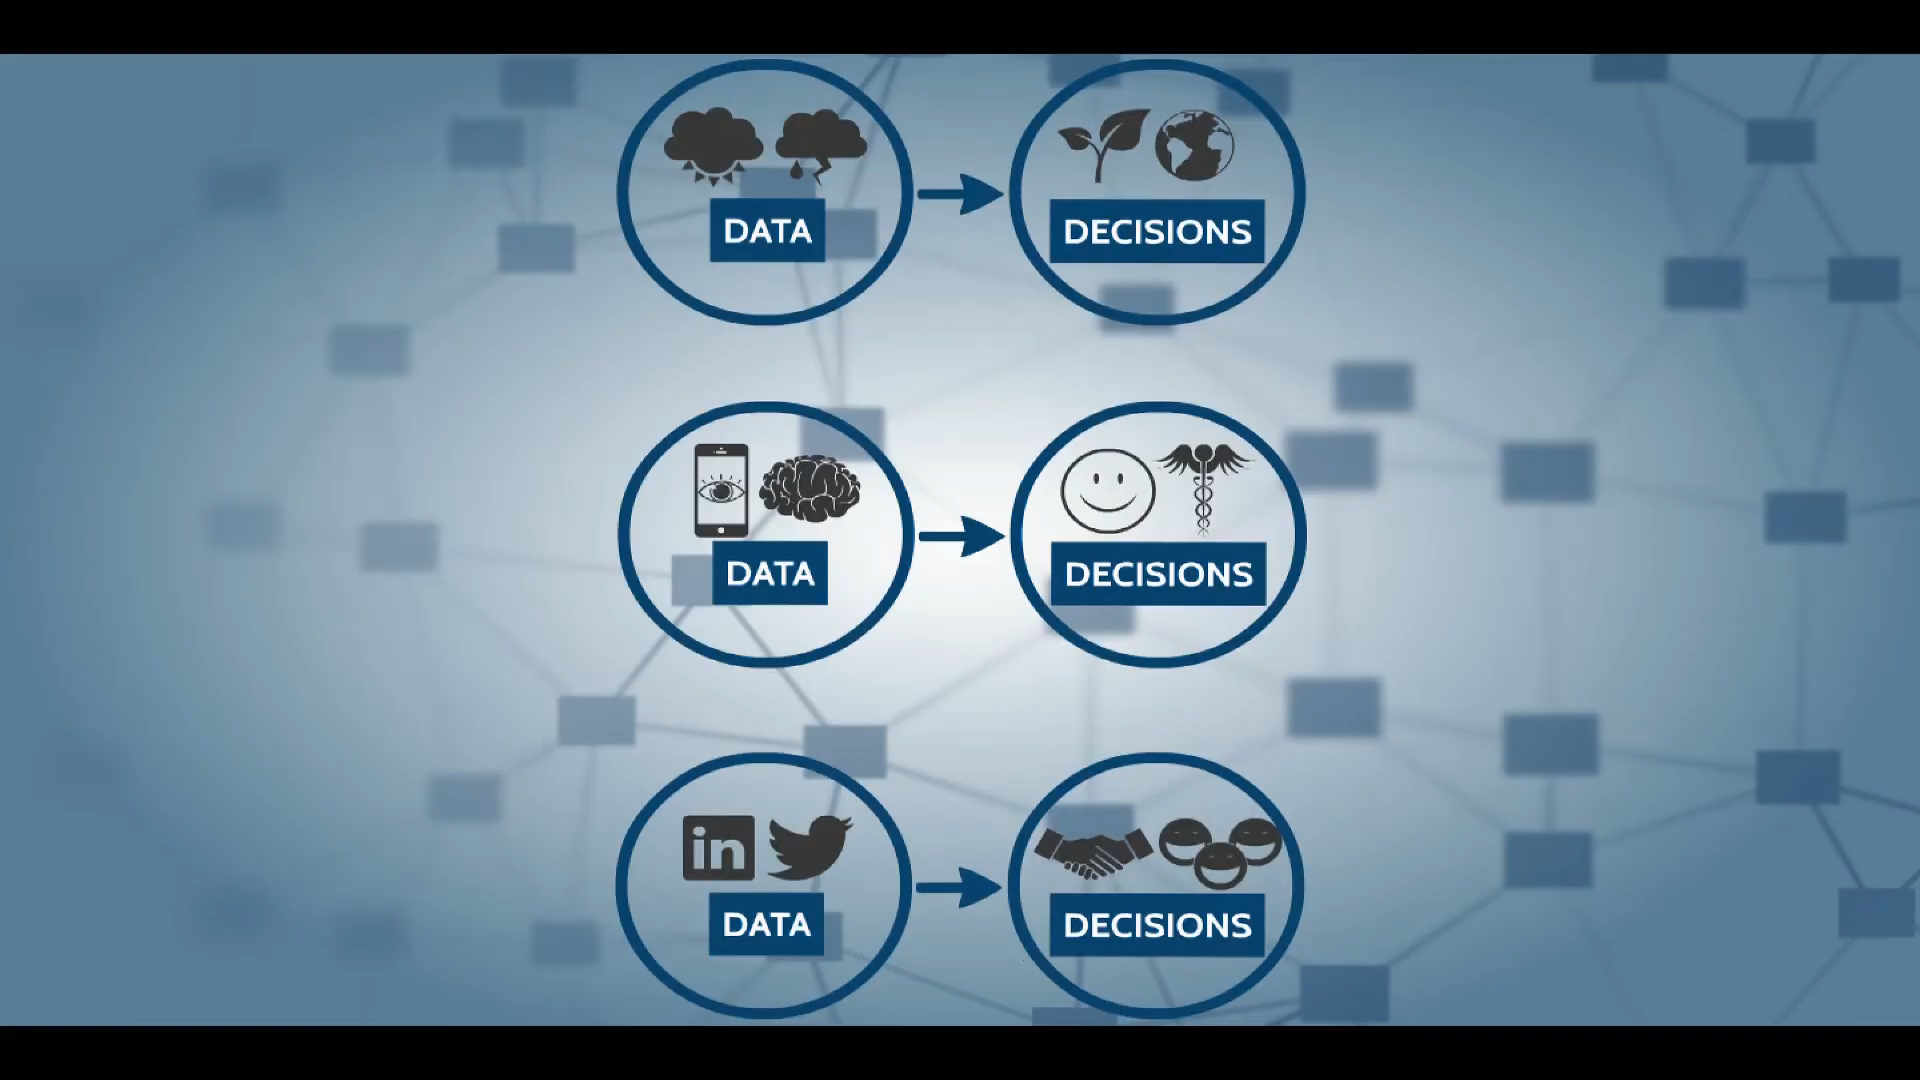 DATA
DECISIONS
DATA
DECISIONS
in
DATA
DECISIONS